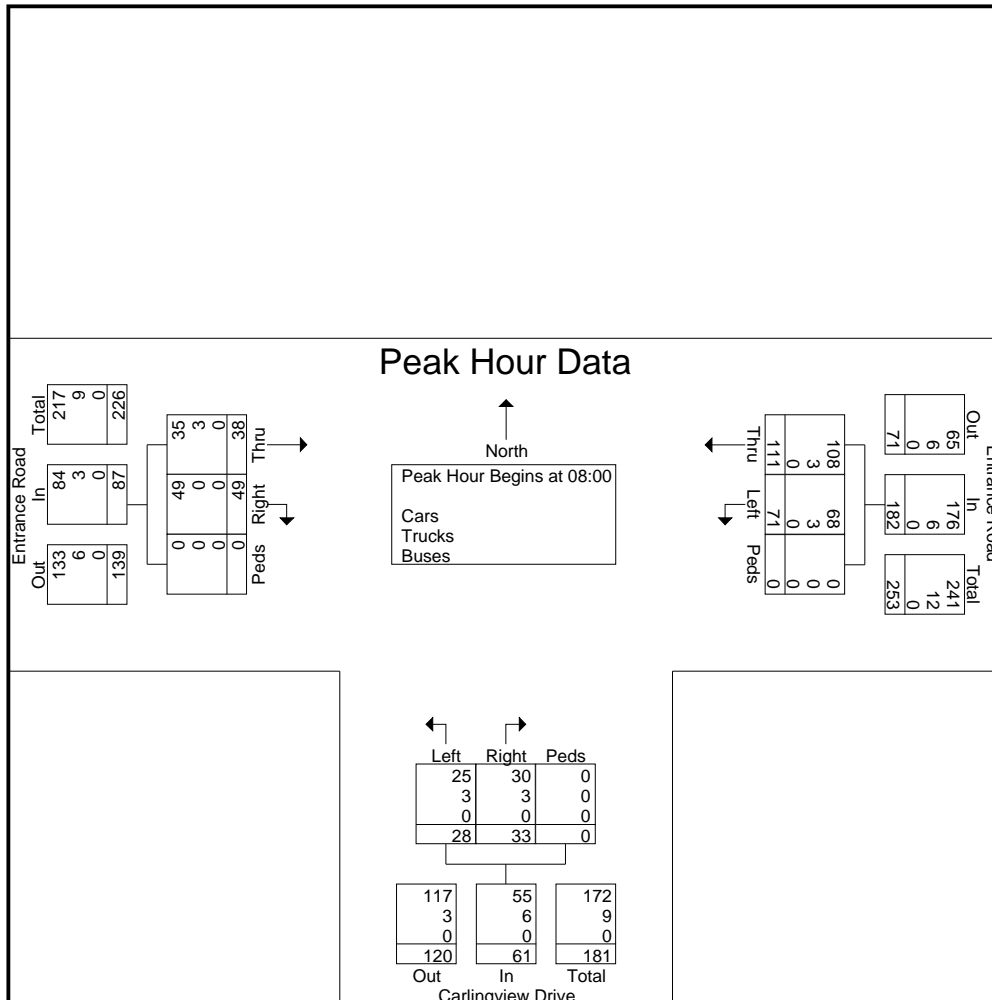 Peak Hour Data
North
Peak Hour Begins at 08:00
Cars
Trucks
Buses
Entrance Road
Total
217 9 0 226
In
84 3 0 87
Out
133 6 0 139
Thru
35 3 0 38
Right
49 0 0 49
Peds
0 0 0 0
Entrance Road
Out
65 6 0 71
In
176 6 0 182
Total
241 12 0 253
Thru
108 3 0 111
Left
68 3 0 71
Peds
0 0 0 0
Left Right Peds
25 30 0
3 3 0
0 0 0
28 33 0
117 55 172
3 6 9
0 0 0
120 61 181
Out In Total
Carlingview Drive